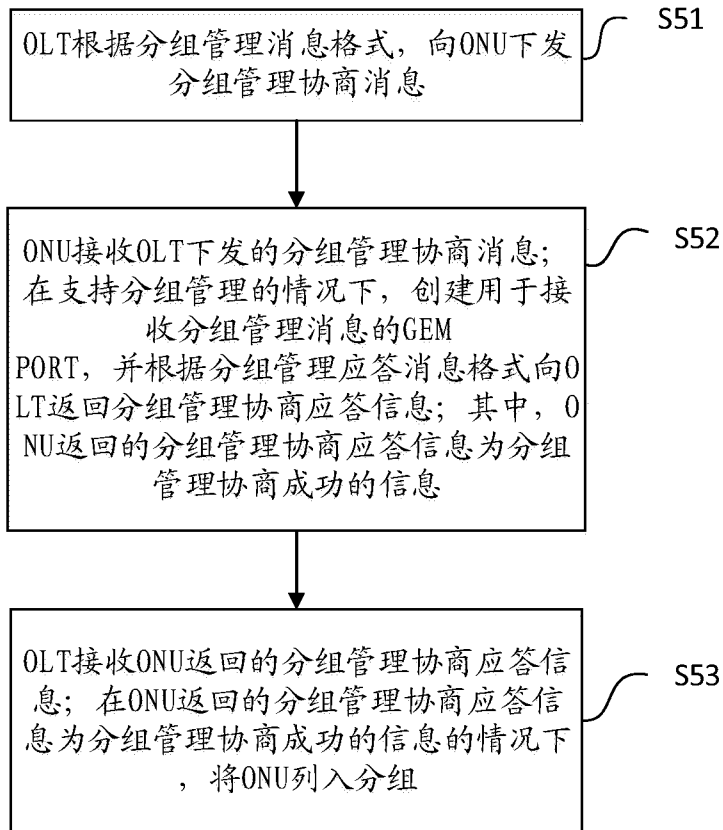 S51
OLT根据分组管理消息格式，向ONU下发
分组管理协商消息
S52
ONU接收OLT下发的分组管理协商消息；
在支持分组管理的情况下，创建用于接
收分组管理消息的GEM
PORT，并根据分组管理应答消息格式向O
LT返回分组管理协商应答信息；其中，O
NU返回的分组管理协商应答信息为分组
管理协商成功的信息
S53
OLT接收ONU返回的分组管理协商应答信
息；在ONU返回的分组管理协商应答信
息为分组管理协商成功的信息的情况下
，将ONU列入分组